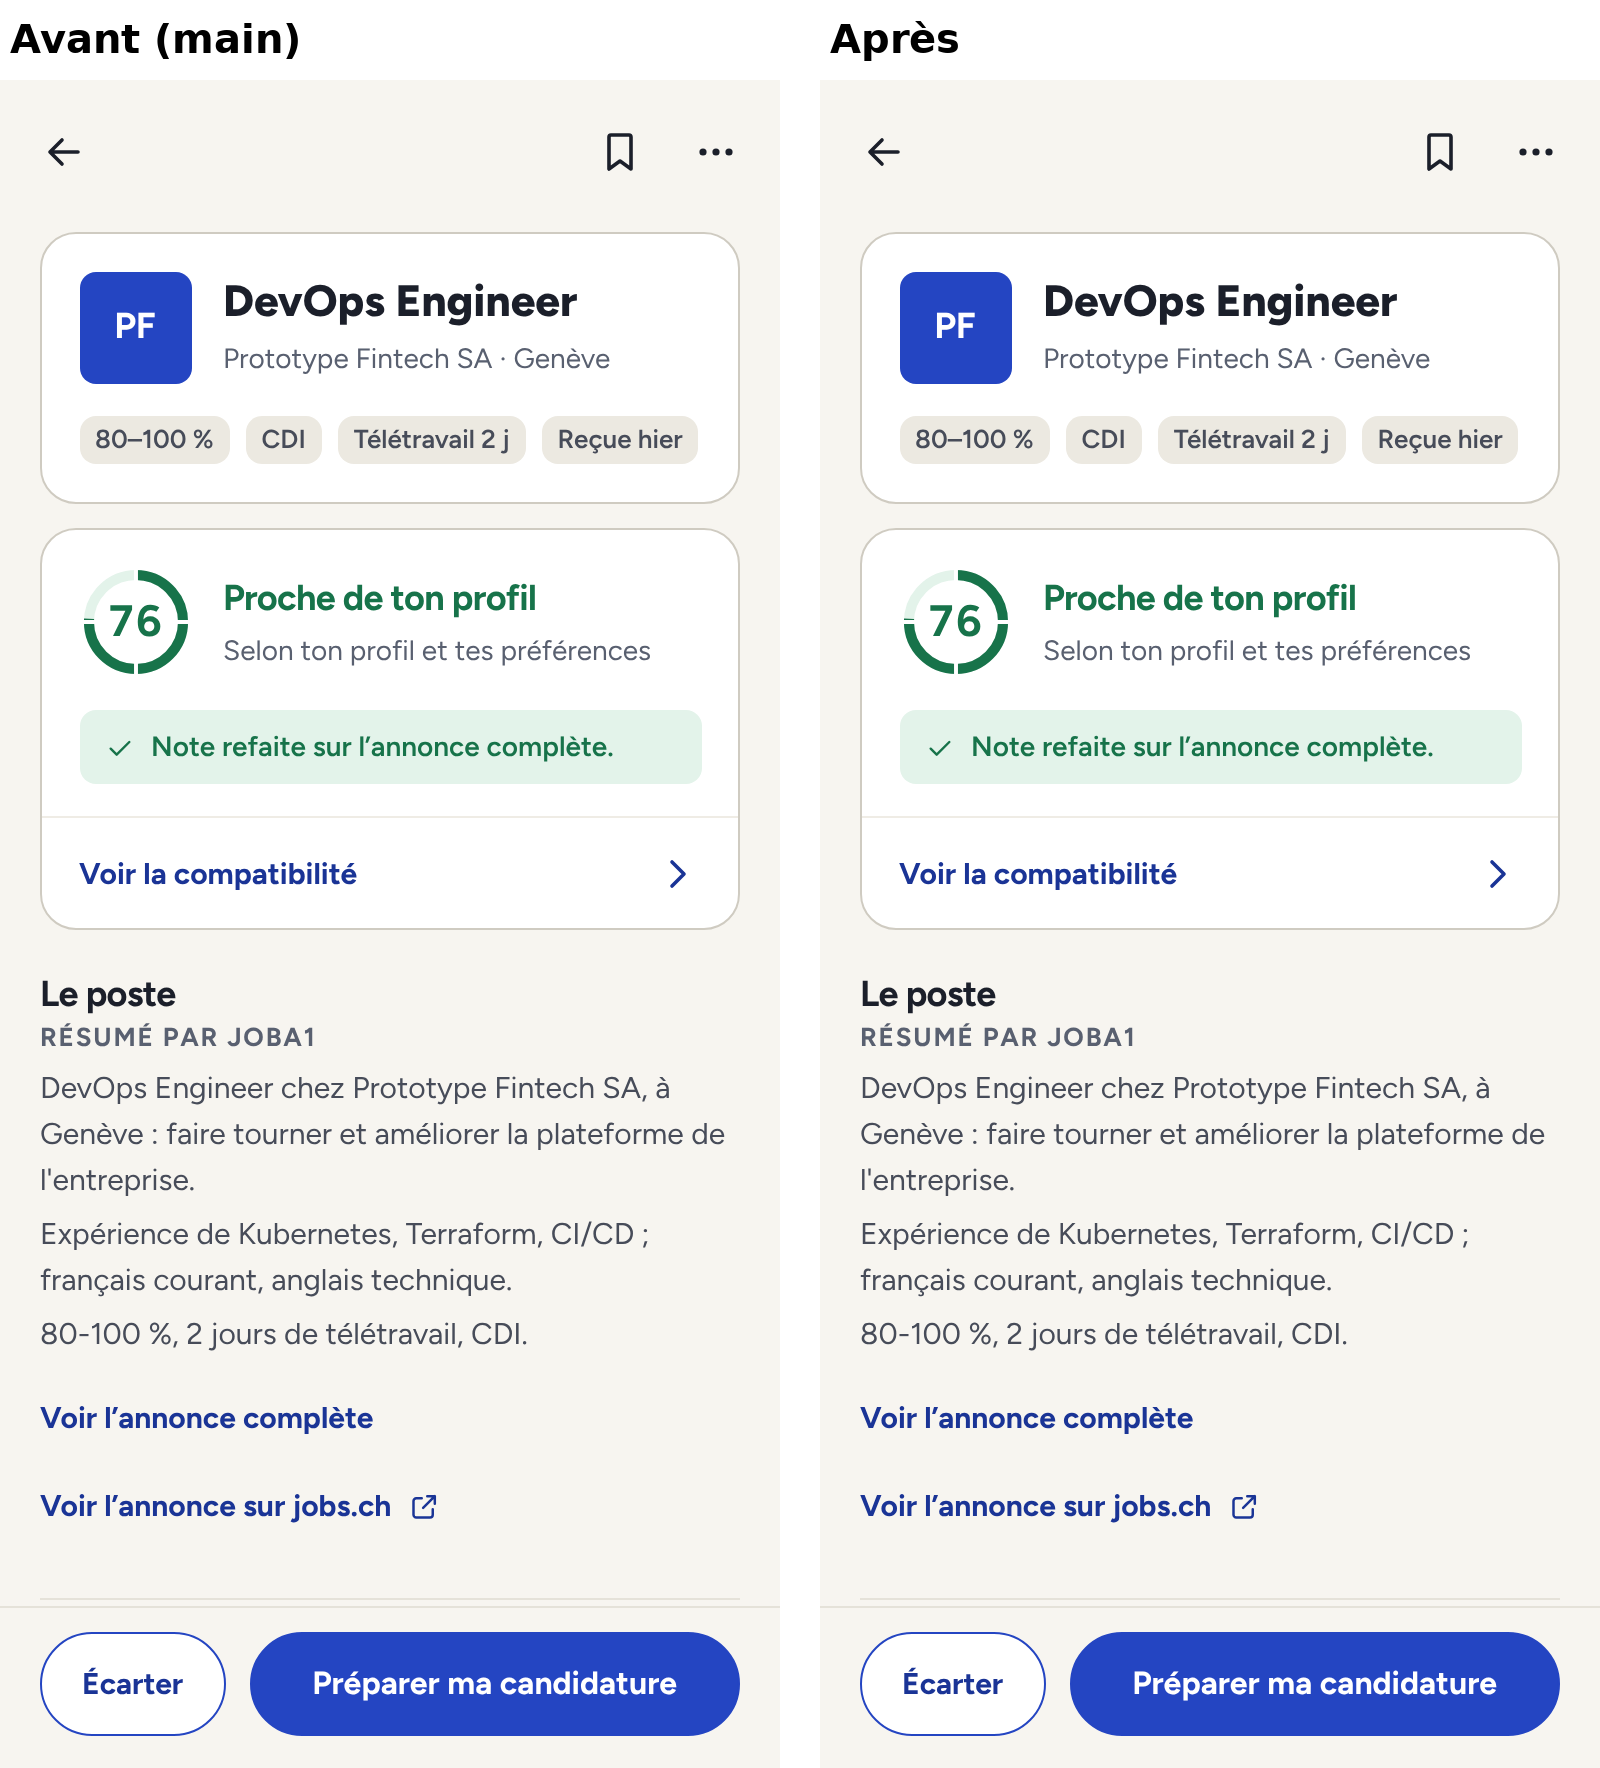 Avant (main)
PF
DevOps Engineer
Prototype Fintech SA · Genève
80–100 %
CDI
Télétravail 2 j
Reçue hier
76
Proche de ton profil
Selon ton profil et tes préférences
Note refaite sur l’annonce complète.
Voir la compatibilité
Le poste
RÉSUMÉ PAR JOBA1
DevOps Engineer chez Prototype Fintech SA, à
Genève : faire tourner et améliorer la plateforme de
l'entreprise.
Expérience de Kubernetes, Terraform, CI/CD ;
français courant, anglais technique.
80-100 %, 2 jours de télétravail, CDI.
Voir l’annonce complète
Voir l’annonce sur jobs.ch
Écarter
Préparer ma candidature
Après
PF
DevOps Engineer
Prototype Fintech SA · Genève
80–100 %
CDI
Télétravail 2 j
Reçue hier
76
Proche de ton profil
Selon ton profil et tes préférences
Note refaite sur l’annonce complète.
Voir la compatibilité
Le poste
RÉSUMÉ PAR JOBA1
DevOps Engineer chez Prototype Fintech SA, à
Genève : faire tourner et améliorer la plateforme de
l'entreprise.
Expérience de Kubernetes, Terraform, CI/CD ;
français courant, anglais technique.
80-100 %, 2 jours de télétravail, CDI.
Voir l’annonce complète
Voir l’annonce sur jobs.ch
Écarter
Préparer ma candidature